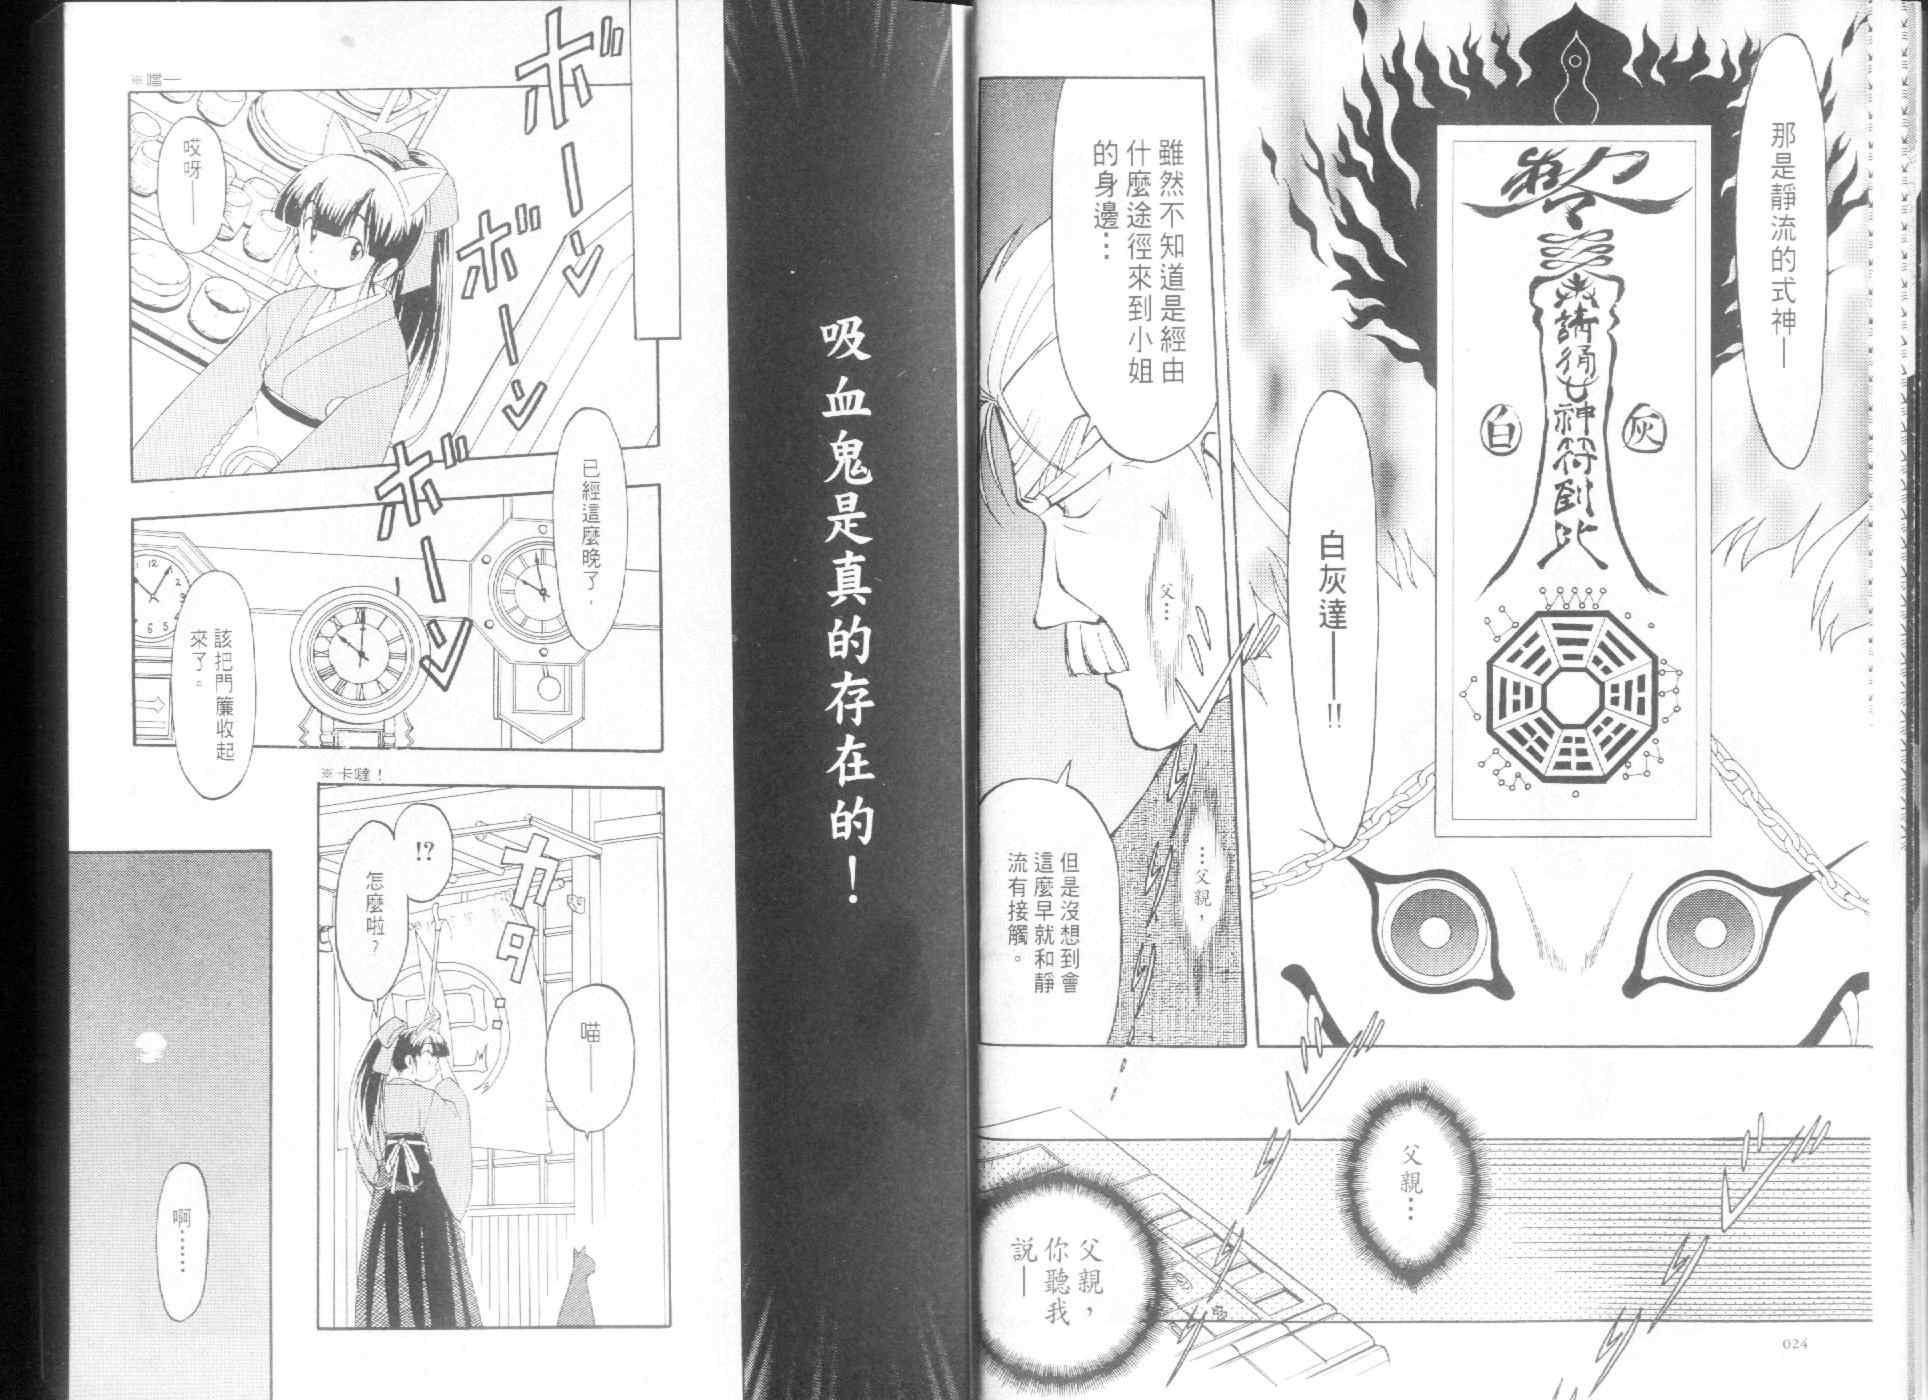 那是靜流的式神—
白
灰
白灰達——!!
雖然不知道是經由
什麼途徑來到小姐
的身邊…
父…
…父親，
但是沒想到會
這麼早就和靜
流有接觸。
父親…
父親，
你聽我
說—
024
吸血鬼是真的存在的！
※噹—
ボーン
ボーン
ボーン
哎呀——
已經這麼晚了，
該把門簾收起
來了。
※卡噠！
カタ
!?
怎麼啦？
喵——
啊……